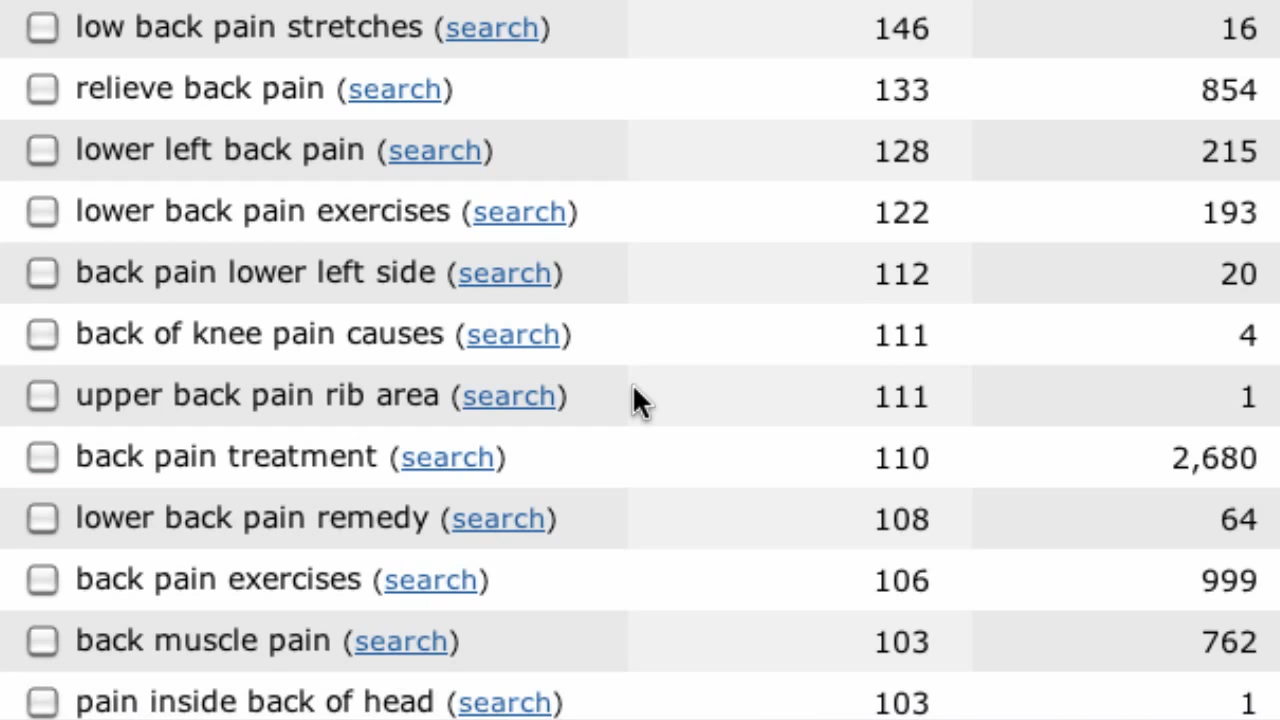 low back pain stretches (search) 146 16
relieve back pain (search) 133 854
lower left back pain (search) 128 215
lower back pain exercises (search) 122 193
back pain lower left side (search) 112 20
back of knee pain causes (search) 111 4
upper back pain rib area (search) 111 1
back pain treatment (search) 110 2,680
lower back pain remedy (search) 108 64
back pain exercises (search) 106 999
back muscle pain (search) 103 762
pain inside back of head (search) 103 1